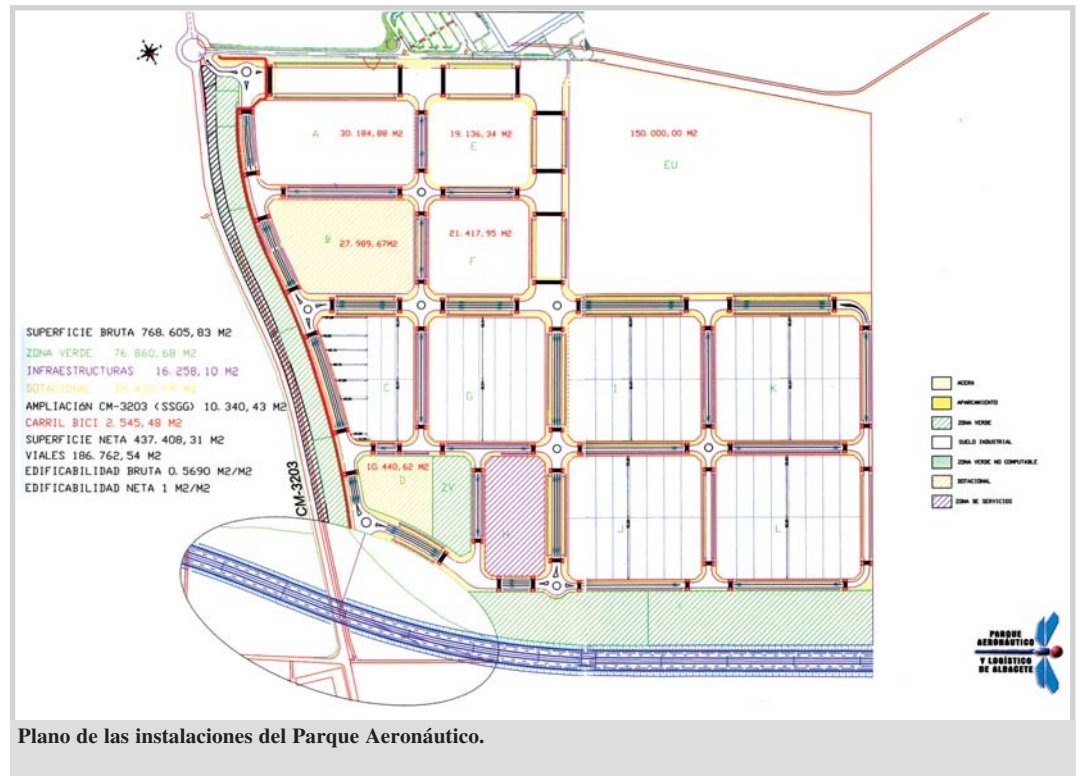 A 30.184,88 M2
19.136,34 M2
E
150.000,00 M2
EU
B 27.989,67M2
21.417,95 M2
F
SUPERFICIE BRUTA 768.605,83 M2
ZONA VERDE 76.860,68 M2
INFRAESTRUCTURAS 16.258,10 M2
DOTACIONAL
AMPLIACIóN CM-3203 (SSGG) 10.340,43 M2
CARRIL BICI 2.545,48 M2
SUPERFICIE NETA 437.408,31 M2
VIALES 186.762,54 M2
EDIFICABILIDAD BRUTA 0.5690 M2/M2
EDIFICABILIDAD NETA 1 M2/M2
CM-3203
C
G
I
K
10.440,62 M2
D
ZV
J
L
ACERA
APARCAMIENTO
ZONA VERDE
SUELO INDUSTRIAL
ZONA VERDE NO COMPUTABLE
DOTACIONAL
ZONA DE SERVICIOS
PARQUE
AERONÁUTICO
Y LOGÍSTICO
DE ALBACETE
Plano de las instalaciones del Parque Aeronáutico.